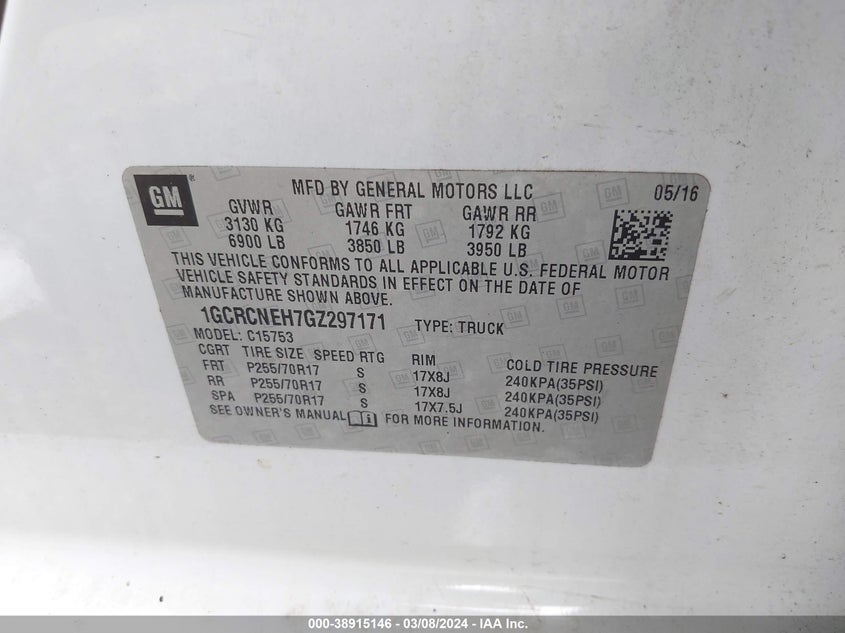 GM ®
MFD BY GENERAL MOTORS LLC 05/16
GVWR GAWR FRT GAWR RR
3130 KG 1746 KG 1792 KG
6900 LB 3850 LB 3950 LB
THIS VEHICLE CONFORMS TO ALL APPLICABLE U.S. FEDERAL MOTOR
VEHICLE SAFETY STANDARDS IN EFFECT ON THE DATE OF
MANUFACTURE SHOWN ABOVE.
1GCRCNEH7GZ297171 TYPE: TRUCK
MODEL: C15753
CGRT TIRE SIZE SPEED RTG RIM COLD TIRE PRESSURE
FRT P255/70R17 S 17X8J 240KPA(35PSI)
RR P255/70R17 S 17X8J 240KPA(35PSI)
SPA P255/70R17 S 17X7.5J 240KPA(35PSI)
SEE OWNER'S MANUAL FOR MORE INFORMATION.
000-38915146 — 03/08/2024 — IAA Inc.